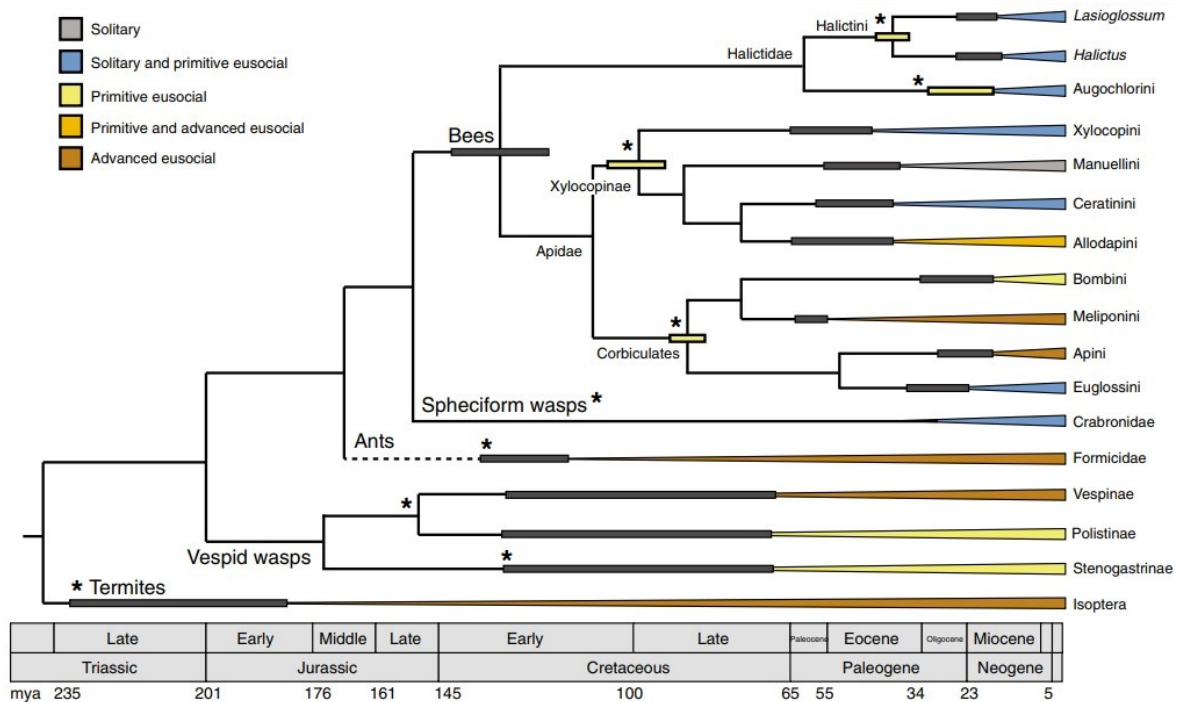 Solitary
Solitary and primitive eusocial
Primitive eusocial
Primitive and advanced eusocial
Advanced eusocial
* Lasioglossum
Halictini
Halictidae
Halictus
* Augochlorini
Bees
* Xylocopini
Xylocopinae
Manuellini
Ceratinini
Apidae
Allodapini
Bombini
* Meliponini
Corbiculates
Apini
Euglossini
Spheciform wasps * Crabronidae
Ants * Formicidae
* Vespinae
Vespid wasps
Polistinae
* Stenogastrinae
* Termites
Isoptera
Late Early Middle Late Early Late Paleocene Eocene Oligocene Miocene
Triassic Jurassic Cretaceous Paleogene Neogene
mya 235 201 176 161 145 100 65 55 34 23 5